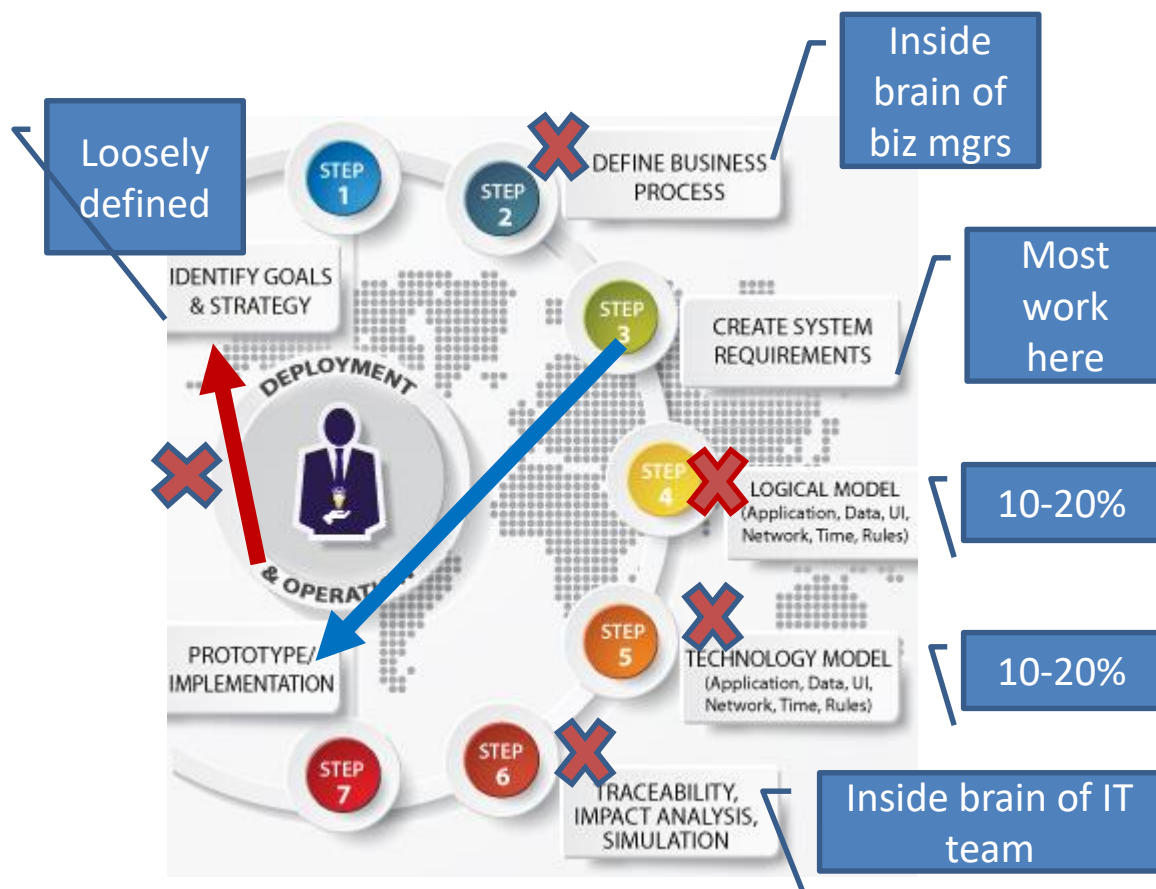 Inside
brain of
biz mgrs
Loosely
defined
STEP
1
STEP
2
DEFINE BUSINESS
PROCESS
IDENTIFY GOALS
& STRATEGY
STEP
3
CREATE SYSTEM
REQUIREMENTS
Most
work
here
DEPLOYMENT
& OPERATION
STEP
4
LOGICAL MODEL
(Application, Data, UI,
Network, Time, Rules)
10-20%
STEP
5
TECHNOLOGY MODEL
(Application, Data, UI,
Network, Time, Rules)
10-20%
PROTOTYPE/
IMPLEMENTATION
STEP
7
STEP
6
TRACEABILITY,
IMPACT ANALYSIS,
SIMULATION
Inside brain of IT
team